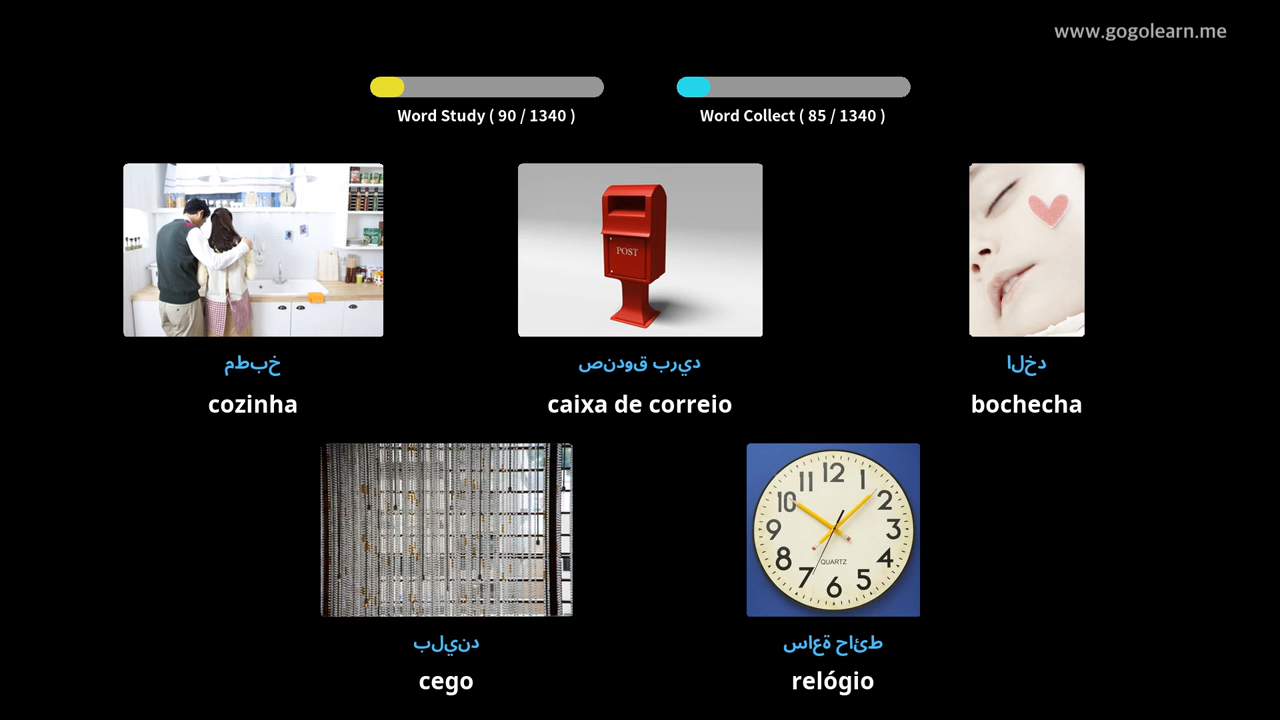 www.gogolearn.me
Word Study ( 90 / 1340 )
Word Collect ( 85 / 1340 )
مطبخ
صندوق بريد
الخد
cozinha
caixa de correio
bochecha
بليند
ساعة حائط
cego
relógio
POST
12
1
2
3
4
5
6
7
8
9
10
11
QUARTZ